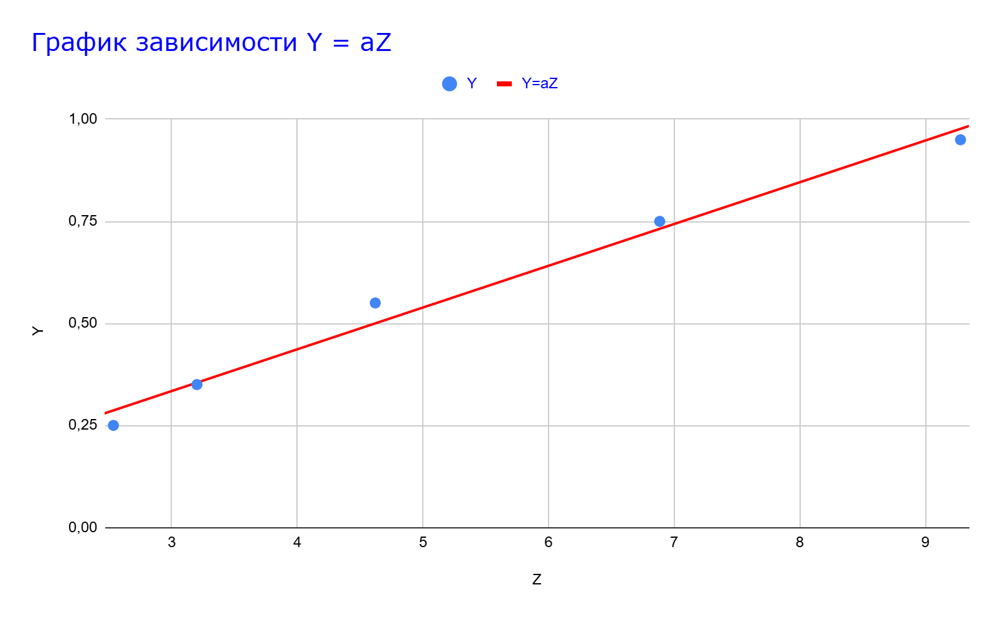 График зависимости Y = aZ
Y
Y=aZ
1,00
0,75
0,50
0,25
0,00
Y
3 4 5 6 7 8 9
Z